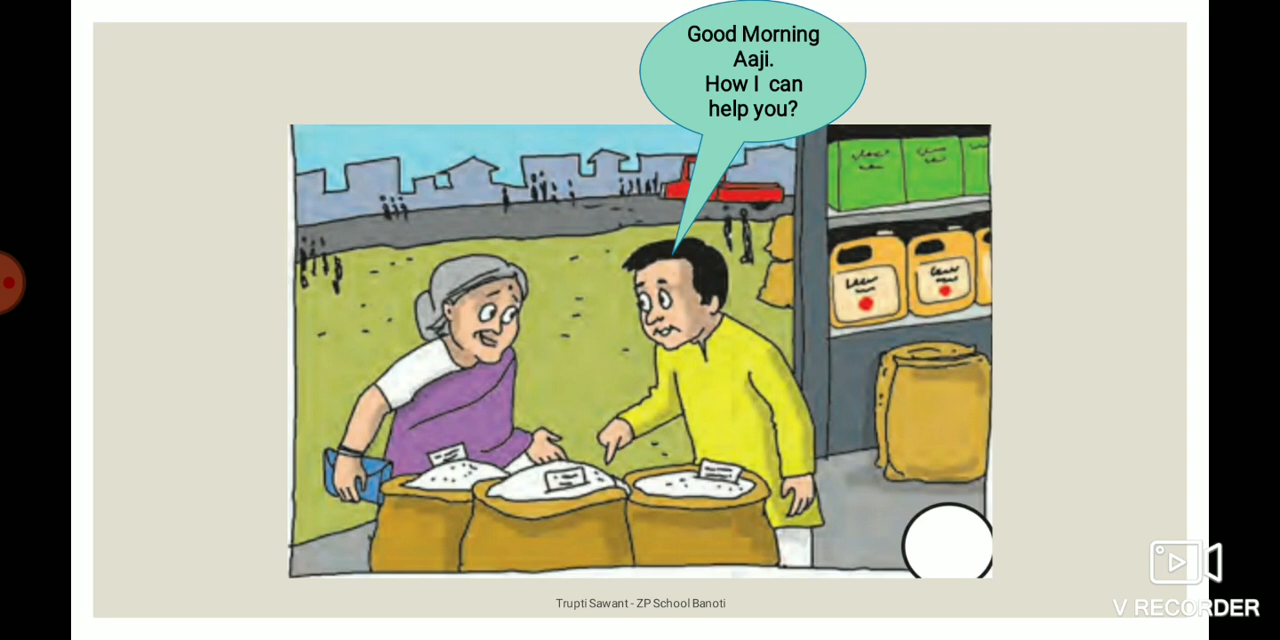 Good Morning
Aaji.
How I can
help you?
Trupti Sawant - ZP School Banoti
V RECORDER